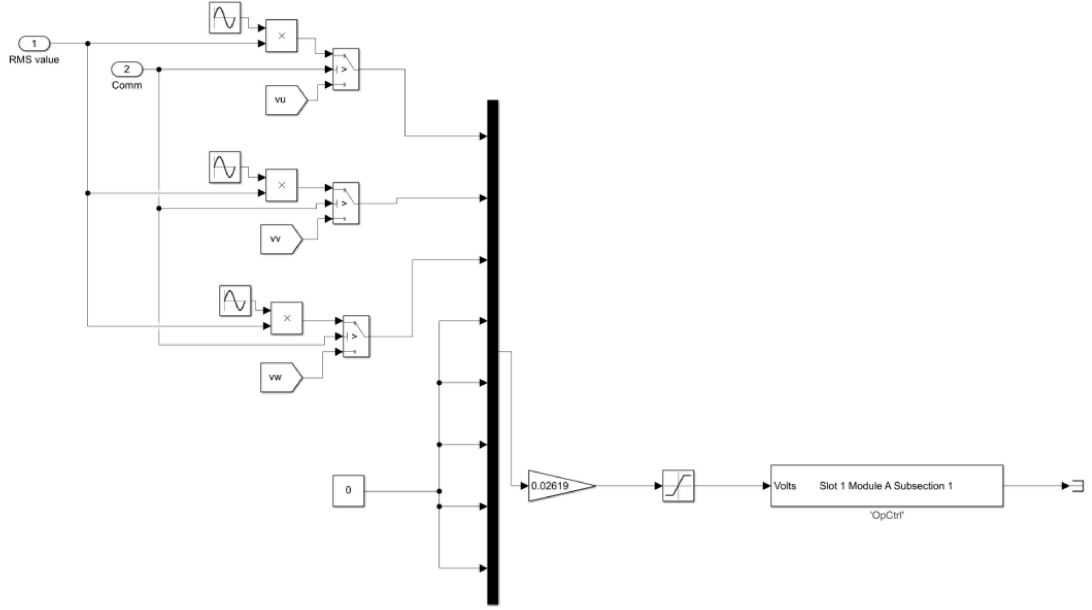 1
RMS value
×
2
Comm
>
vu
×
>
vv
×
>
vw
0
0.02619
Volts Slot 1 Module A Subsection 1
'OpCtrl'